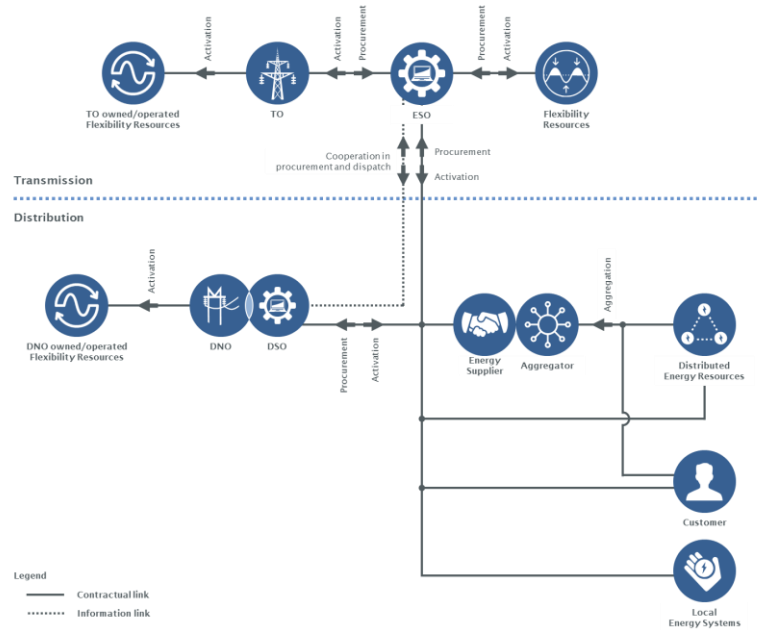 Activation
Activation
Procurement
Procurement
Activation
TO owned/operated
Flexibility Resources
TO
ESO
Flexibility
Resources
Cooperation in
procurement and dispatch
Procurement
Activation
Transmission
Distribution
Activation
Aggregation
DNO owned/operated
Flexibility Resources
DNO
DSO
Procurement
Activation
Energy
Supplier
Aggregator
Distributed
Energy Resources
Customer
Legend
Contractual link
Information link
Local
Energy Systems